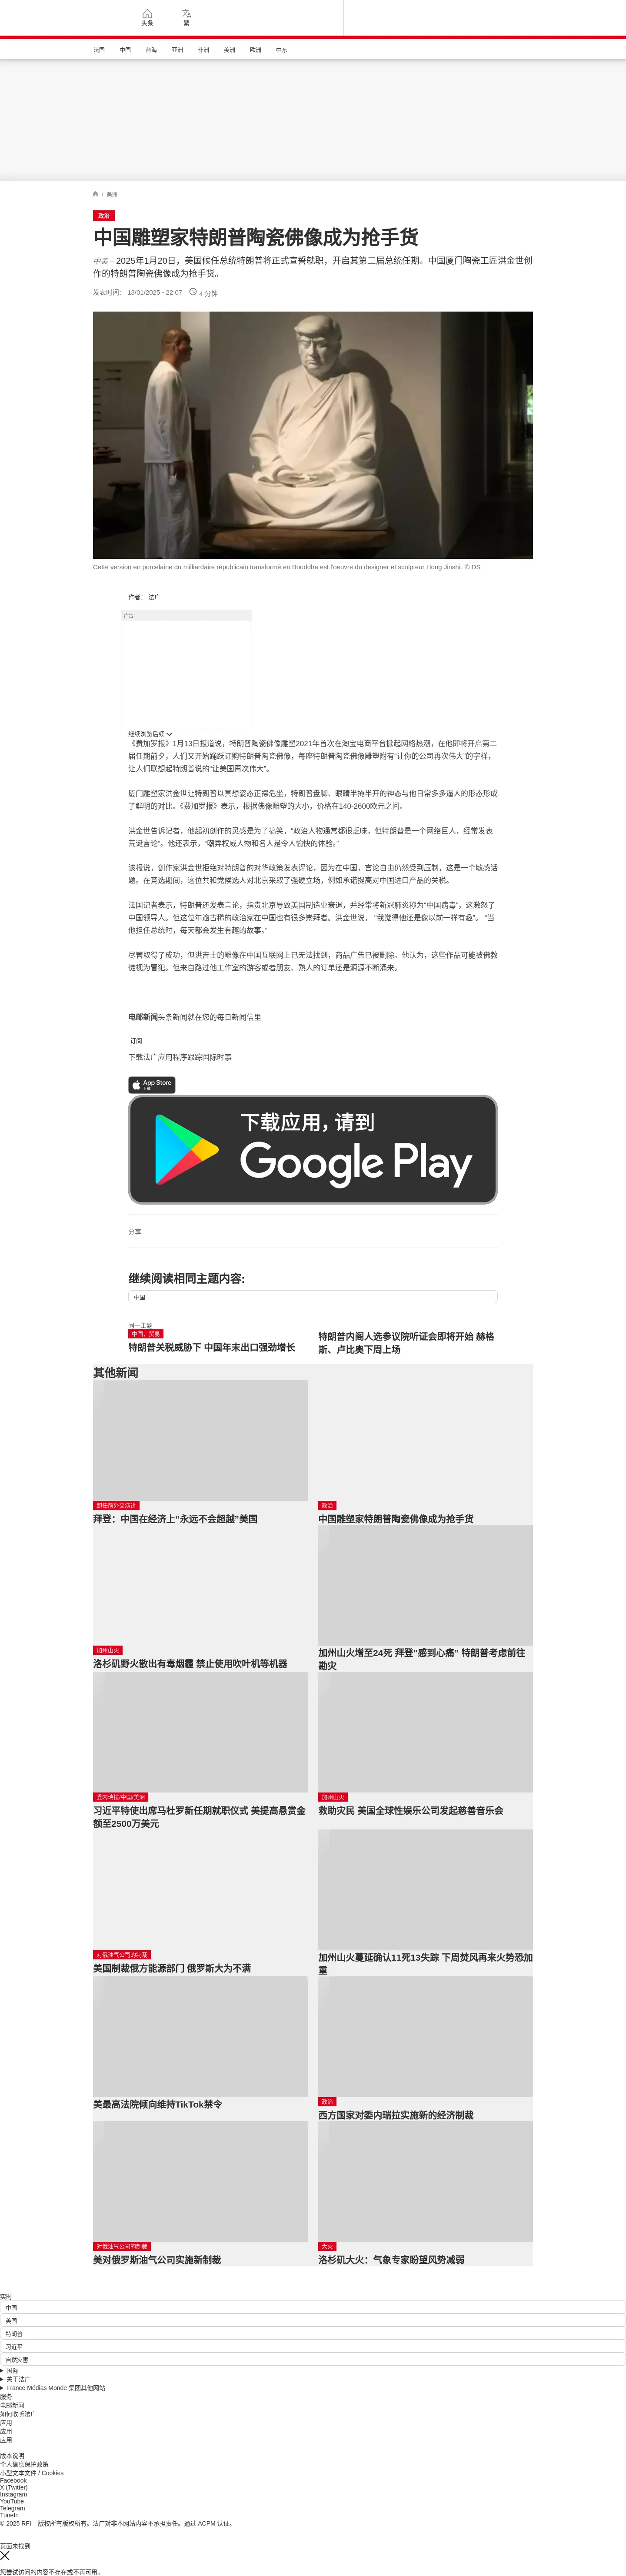 头条
繁
法国
中国
台海
亚洲
非洲
美洲
欧洲
中东
/ 美洲
政治
中国雕塑家特朗普陶瓷佛像成为抢手货
中美 – 2025年1月20日，美国候任总统特朗普将正式宣誓就职，开启其第二届总统任期。中国厦门陶瓷工匠洪金世创
作的特朗普陶瓷佛像成为抢手货。
发表时间： 13/01/2025 - 22:07
4 分钟
Cette version en porcelaine du milliardaire républicain transformé en Bouddha est l'oeuvre du designer et sculpteur Hong Jinshi. © DS
作者： 法广
广告
继续浏览后续
《费加罗报》1月13日报道说，特朗普陶瓷佛像雕塑2021年首次在淘宝电商平台掀起网络热潮，在他即将开启第二
届任期前夕，人们又开始踊跃订购特朗普陶瓷佛像，每座特朗普陶瓷佛像雕塑附有“让你的公司再次伟大”的字样，
让人们联想起特朗普说的“让美国再次伟大”。
厦门雕塑家洪金世让特朗普以冥想姿态正襟危坐，特朗普盘脚、眼睛半掩半开的神态与他日常多多逼人的形态形成
了鲜明的对比。《费加罗报》表示，根据佛像雕塑的大小，价格在140-2600欧元之间。
洪金世告诉记者，他起初创作的灵感是为了搞笑，“政治人物通常都很乏味，但特朗普是一个网络巨人，经常发表
荒诞言论”。他还表示，“嘲弄权威人物和名人是令人愉快的体验。”
该报说，创作家洪金世拒绝对特朗普的对华政策发表评论，因为在中国，言论自由仍然受到压制，这是一个敏感话
题。在竞选期间，这位共和党候选人对北京采取了强硬立场，例如承诺提高对中国进口产品的关税。
法国记者表示，特朗普还发表言论，指责北京导致美国制造业衰退，并经常将新冠肺炎称为“中国病毒”，这激怒了
中国领导人。但这位年逾古稀的政治家在中国也有很多崇拜者。洪金世说， “我觉得他还是像以前一样有趣”。 “当
他担任总统时，每天都会发生有趣的故事。”
尽管取得了成功，但洪吉士的雕像在中国互联网上已无法找到，商品广告已被删除。他认为，这些作品可能被佛教
徒视为冒犯。但来自路过他工作室的游客或者朋友、熟人的订单还是源源不断涌来。
电邮新闻头条新闻就在您的每日新闻信里
订阅
下载法广应用程序跟踪国际时事
App Store
下载
下载应用，请到
Google Play
分享 :
继续阅读相同主题内容:
中国
同一主题
中国，贸易
特朗普关税威胁下 中国年末出口强劲增长
特朗普内阁人选参议院听证会即将开始 赫格
斯、卢比奥下周上场
其他新闻
卸任前外交演讲
拜登：中国在经济上”永远不会超越”美国
政治
中国雕塑家特朗普陶瓷佛像成为抢手货
加州山火
洛杉矶野火散出有毒烟霾 禁止使用吹叶机等机器
加州山火增至24死 拜登”感到心痛” 特朗普考虑前往
勘灾
委内瑞拉/中国/美洲
习近平特使出席马杜罗新任期就职仪式 美提高悬赏金
额至2500万美元
加州山火
救助灾民 美国全球性娱乐公司发起慈善音乐会
对俄油气公司的制裁
美国制裁俄方能源部门 俄罗斯大为不满
加州山火蔓延确认11死13失踪 下周焚风再来火势恐加
重
美最高法院倾向维持TikTok禁令
政治
西方国家对委内瑞拉实施新的经济制裁
对俄油气公司的制裁
美对俄罗斯油气公司实施新制裁
大火
洛杉矶大火：气象专家盼望风势减弱
实时
中国
美国
特朗普
习近平
自然灾害
国际
关于法广
France Médias Monde 集团其他网站
服务
电邮新闻
如何收听法广
应用
应用
应用
版本说明
个人信息保护政策
小型文本文件 / Cookies
Facebook
X (Twitter)
Instagram
YouTube
Telegram
TuneIn
© 2025 RFI – 版权所有版权所有。法广对非本网站内容不承担责任。通过 ACPM 认证。
页面未找到
您尝试访问的内容不存在或不再可用。